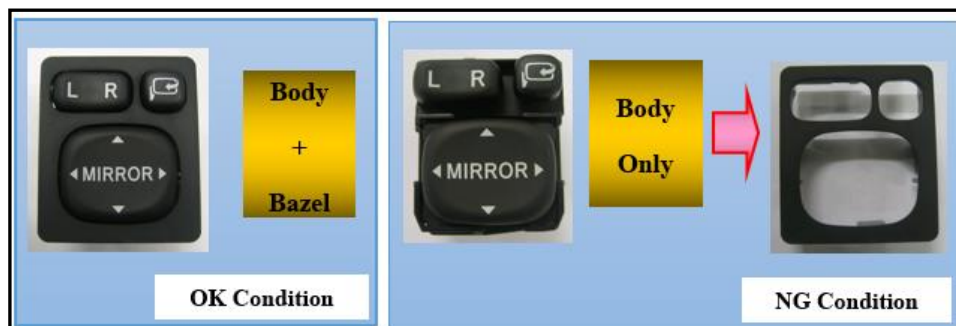 L R
MIRROR
Body
+
Bazel
OK Condition
L R
MIRROR
Body
Only
NG Condition